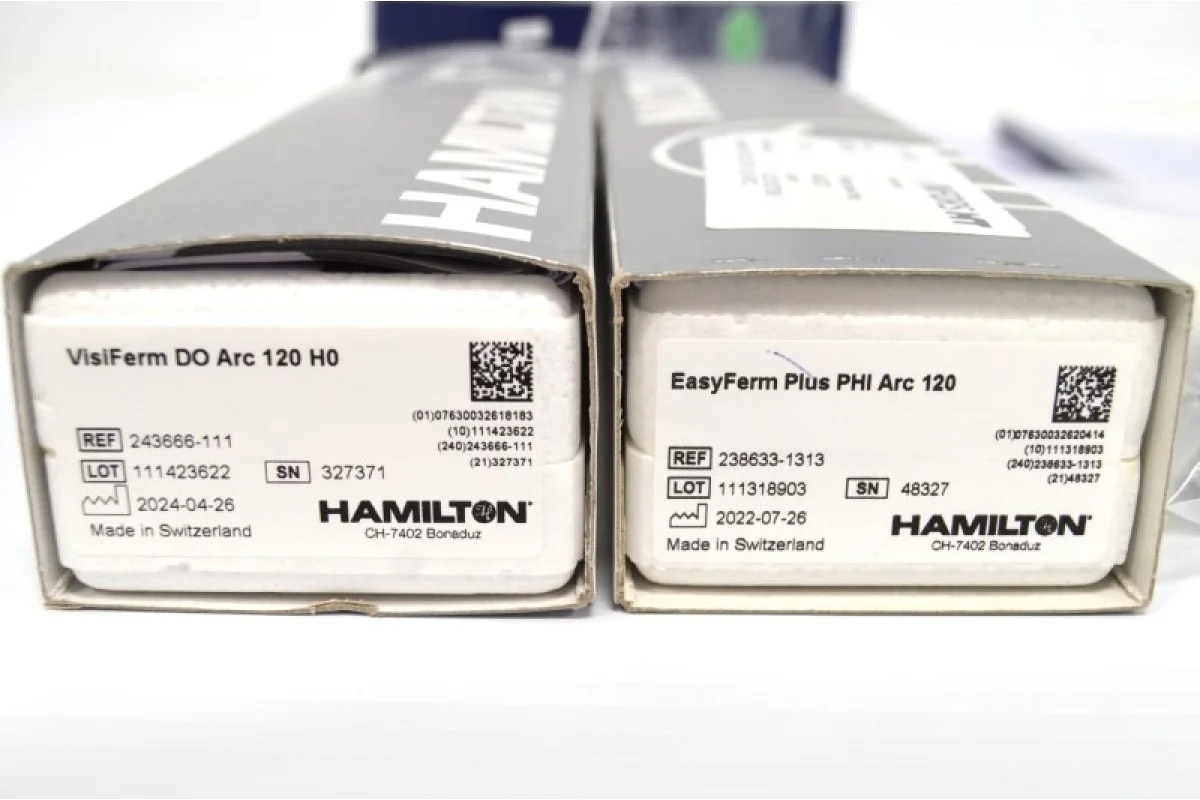 HAMILTON
VisiFerm DO Arc 120 H0
(01)07630032618183
(10)111423622
(240)243666-111
(21)327371
REF 243666-111
LOT 111423622 SN 327371
2024-04-26
Made in Switzerland
HAMILTON
CH-7402 Bonaduz
EasyFerm Plus PHI Arc 120
(01)07630032620414
(10)111318903
(240)238633-1313
(21)48327
REF 238633-1313
LOT 111318903 SN 48327
2022-07-26
Made in Switzerland
HAMILTON
CH-7402 Bonaduz